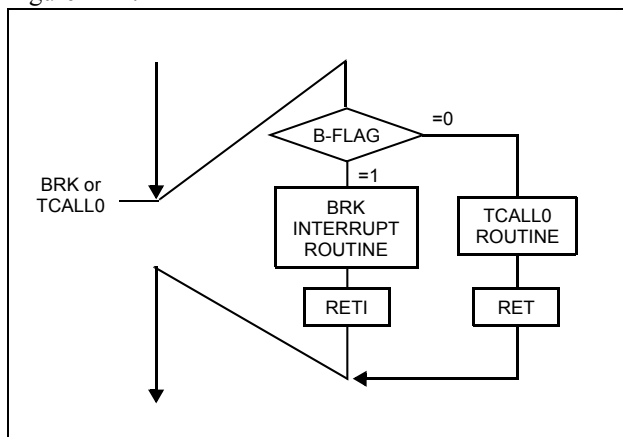 =0
B-FLAG
=1
BRK or
TCALL0
BRK
INTERRUPT
ROUTINE
TCALL0
ROUTINE
RETI
RET